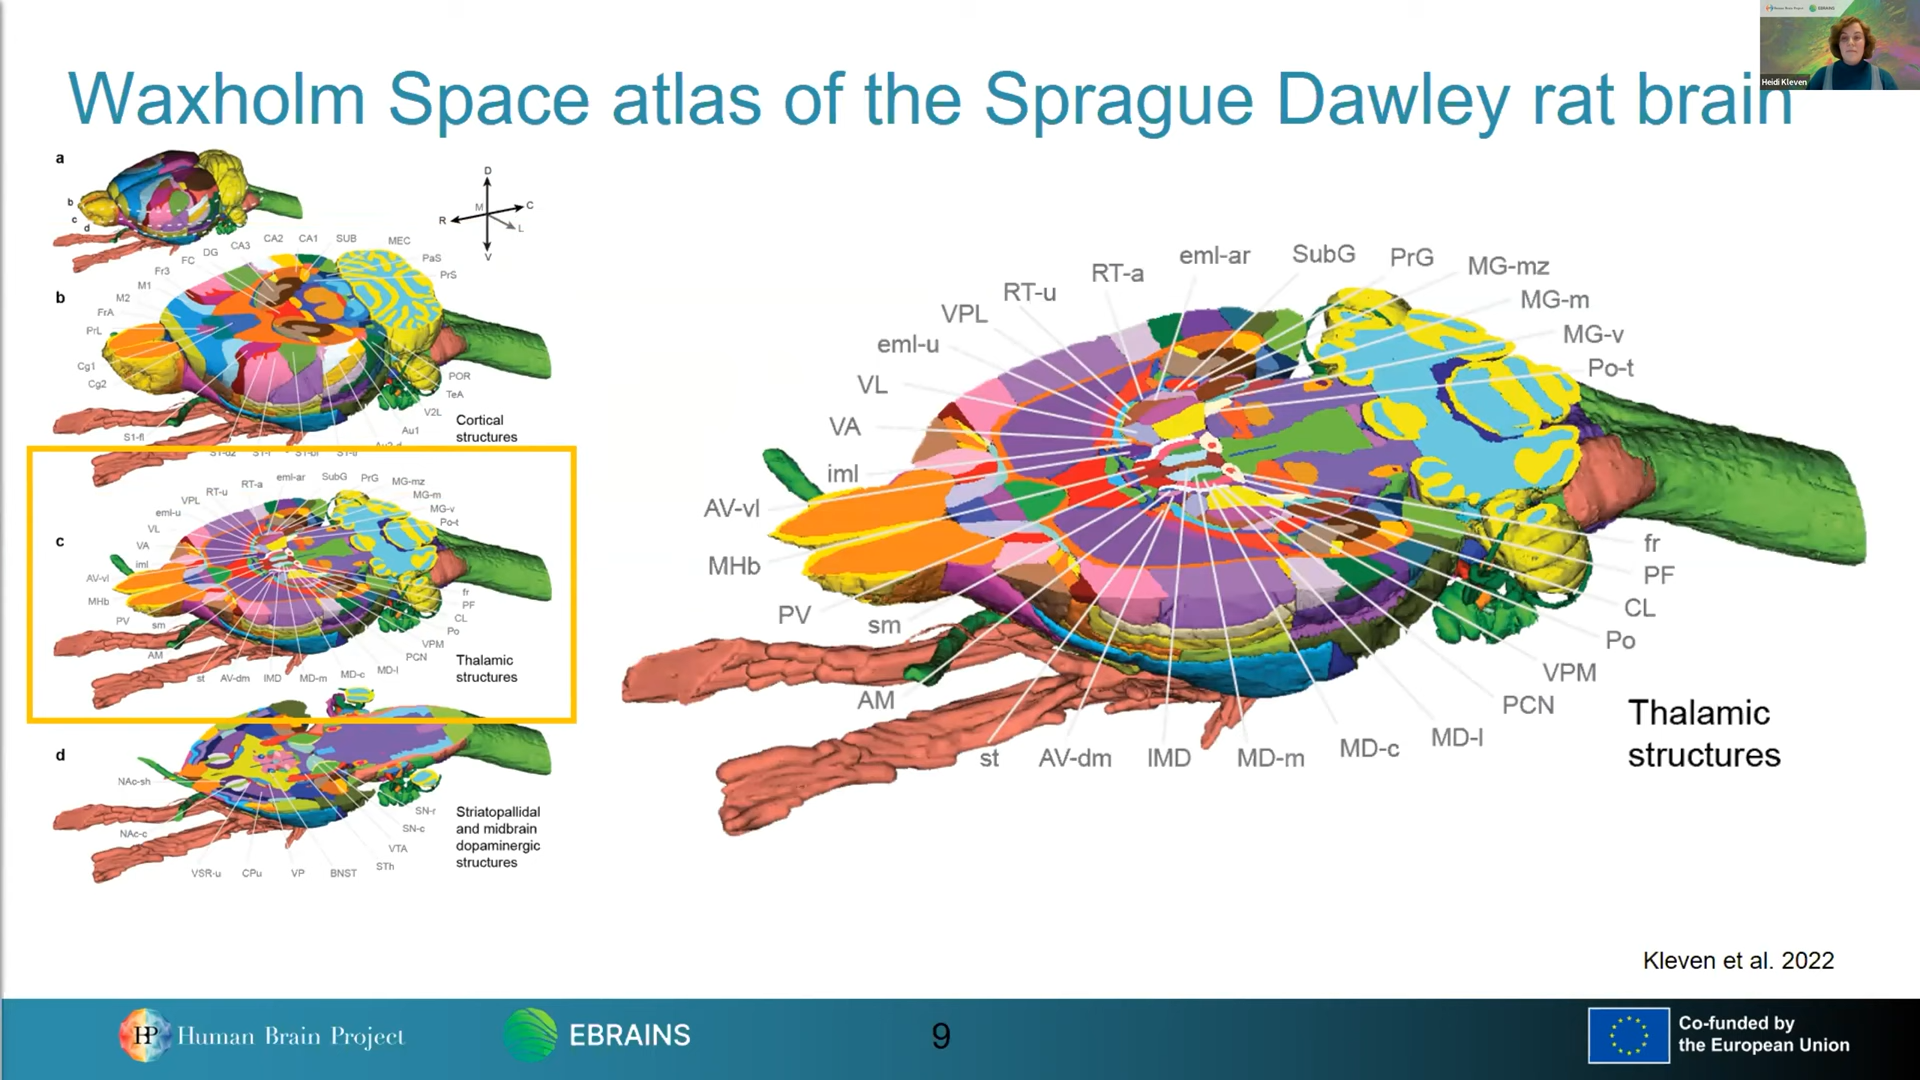 Human Brain Project EBRAINS
Heidi Kleven
Waxholm Space atlas of the Sprague Dawley rat brain
a
b
c
d
D
M
C
R
L
V
b
FC
DG
CA3
CA2
CA1
SUB
MEC
PaS
PrS
Fr3
M1
M2
FrA
PrL
Cg1
Cg2
POR
TeA
V2L
Au1
S1-fl
Cortical
structures
c
eml-u
VPL
RT-u
RT-a
eml-ar
SubG
PrG
MG-mz
MG-m
MG-v
Po-t
VL
VA
iml
AV-vl
MHb
PV
sm
AM
st
AV-dm
IMD
MD-m
MD-c
MD-l
PCN
VPM
Po
CL
PF
fr
Thalamic
structures
d
NAc-sh
NAc-c
VSR-u
CPu
VP
BNST
STh
VTA
SN-c
SN-r
Striatopallidal
and midbrain
dopaminergic
structures
eml-u
VPL
RT-u
RT-a
eml-ar
SubG
PrG
MG-mz
MG-m
MG-v
Po-t
VL
VA
iml
AV-vl
MHb
PV
sm
AM
st
AV-dm
IMD
MD-m
MD-c
MD-l
PCN
VPM
Po
CL
PF
fr
Thalamic
structures
Kleven et al. 2022
HBP Human Brain Project
EBRAINS
9
Co-funded by
the European Union